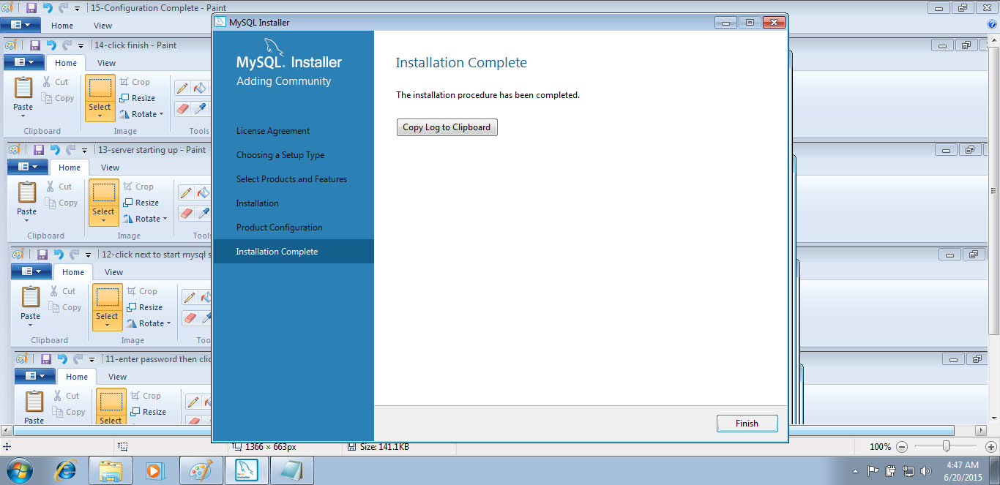 15-Configuration Complete - Paint
Home View
14-click finish - Paint
Home View
Paste
Cut
Copy
Select
Crop
Resize
Rotate
Clipboard Image Tools
13-server starting up - Paint
Home View
Paste
Cut
Copy
Select
Crop
Resize
Rotate
Clipboard Image Tools
12-click next to start mysql s
Home View
Paste
Cut
Copy
Select
Crop
Resize
Rotate
Clipboard Image Too
11-enter password then clic
Home View
Paste
Cut
Copy
Select
Crop
Resize
MySQL Installer
MySQL. Installer
Adding Community
License Agreement
Choosing a Setup Type
Select Products and Features
Installation
Product Configuration
Installation Complete
Installation Complete
The installation procedure has been completed.
Copy Log to Clipboard
Finish
1366 × 663px
Size: 141.1KB
100%
4:47 AM
6/20/2015